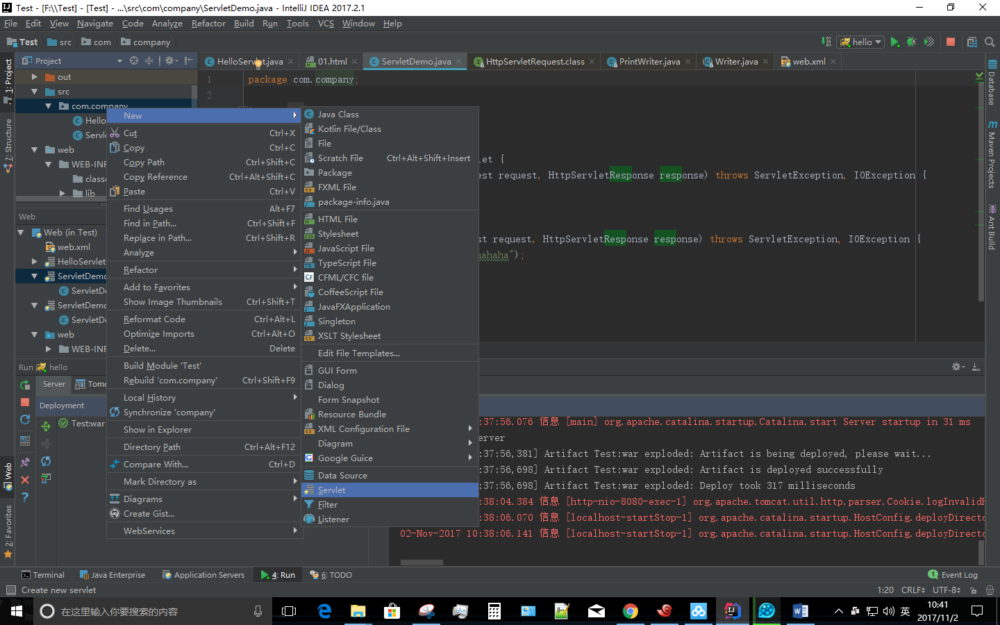 Test - [F:\\Test] - [Test] - ...\src\com\company\ServletDemo.java - IntelliJ IDEA 2017.2.1
File Edit View Navigate Code Analyze Refactor Build Run Tools VCS Window Help
Test src com company hello
Project
HelloServlet.java 01.html ServletDemo.java HttpServletRequest.class PrintWriter.java Writer.java web.xml
1: Project
7: Structure
Web
2: Favorites
out
src
com.company
Hello
Servl
web
WEB-INF
classe
lib
Web
Web (in Test)
web.xml
HelloServlet
ServletDemo
ServletDe
ServletDemo
ServletDe
web
WEB-INF
1 package com.company;
2
let {
st request, HttpServletResponse response) throws ServletException, IOException {
st request, HttpServletResponse response) throws ServletException, IOException {
hahaha");
New
Cut Ctrl+X
Copy Ctrl+C
Copy Path Ctrl+Shift+C
Copy Reference Ctrl+Alt+Shift+C
Paste Ctrl+V
Find Usages Alt+F7
Find in Path... Ctrl+Shift+F
Replace in Path... Ctrl+Shift+R
Analyze
Refactor
Add to Favorites
Show Image Thumbnails Ctrl+Shift+T
Reformat Code Ctrl+Alt+L
Optimize Imports Ctrl+Alt+O
Delete... Delete
Build Module 'Test'
Rebuild 'com.company' Ctrl+Shift+F9
Local History
Synchronize 'company'
Show in Explorer
Directory Path Ctrl+Alt+F12
Compare With... Ctrl+D
Mark Directory as
Diagrams
Create Gist...
WebServices
Java Class
Kotlin File/Class
File
Scratch File Ctrl+Alt+Shift+Insert
Package
FXML File
package-info.java
HTML File
Stylesheet
JavaScript File
TypeScript File
CFML/CFC file
CoffeeScript File
JavaFXApplication
Singleton
XSLT Stylesheet
Edit File Templates...
GUI Form
Dialog
Form Snapshot
Resource Bundle
XML Configuration File
Diagram
Google Guice
Data Source
Servlet
Filter
Listener
Database
Maven Projects
Ant Build
Run hello
Server Tomc
Deployment
Test:war
:37:56.076 信息 [main] org.apache.catalina.startup.Catalina.start Server startup in 31 ms
erver
:37:56,381] Artifact Test:war exploded: Artifact is being deployed, please wait...
:37:56,698] Artifact Test:war exploded: Artifact is deployed successfully
:37:56,698] Artifact Test:war exploded: Deploy took 317 milliseconds
:38:04.384 信息 [http-nio-8080-exec-1] org.apache.tomcat.util.http.parser.Cookie.logInvalidH
:38:06.070 信息 [localhost-startStop-1] org.apache.catalina.startup.HostConfig.deployDirecto
02-Nov-2017 10:38:06.141 信息 [localhost-startStop-1] org.apache.catalina.startup.HostConfig.deployDirecto
Terminal Java Enterprise Application Servers 4: Run 6: TODO 1 Event Log
Create new servlet 1:20 CRLF UTF-8
在这里输入你要搜索的内容
英
10:41
2017/11/2